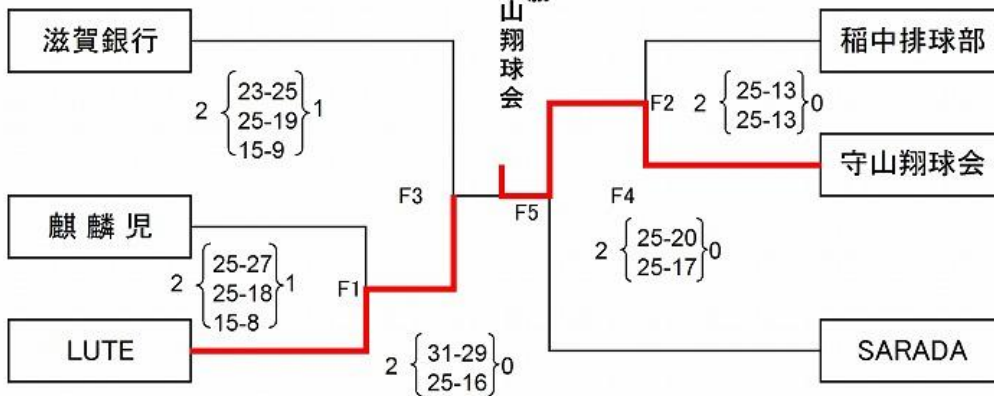 山翔球会
滋賀銀行
稲中排球部
2 23-25 1
25-19
15-9
F2 2 25-13 0
25-13
守山翔球会
F3
F5
F4
麒麟児
2 25-20 0
25-17
2 25-27 1
25-18
15-8
F1
LUTE
2 31-29 0
25-16
SARADA